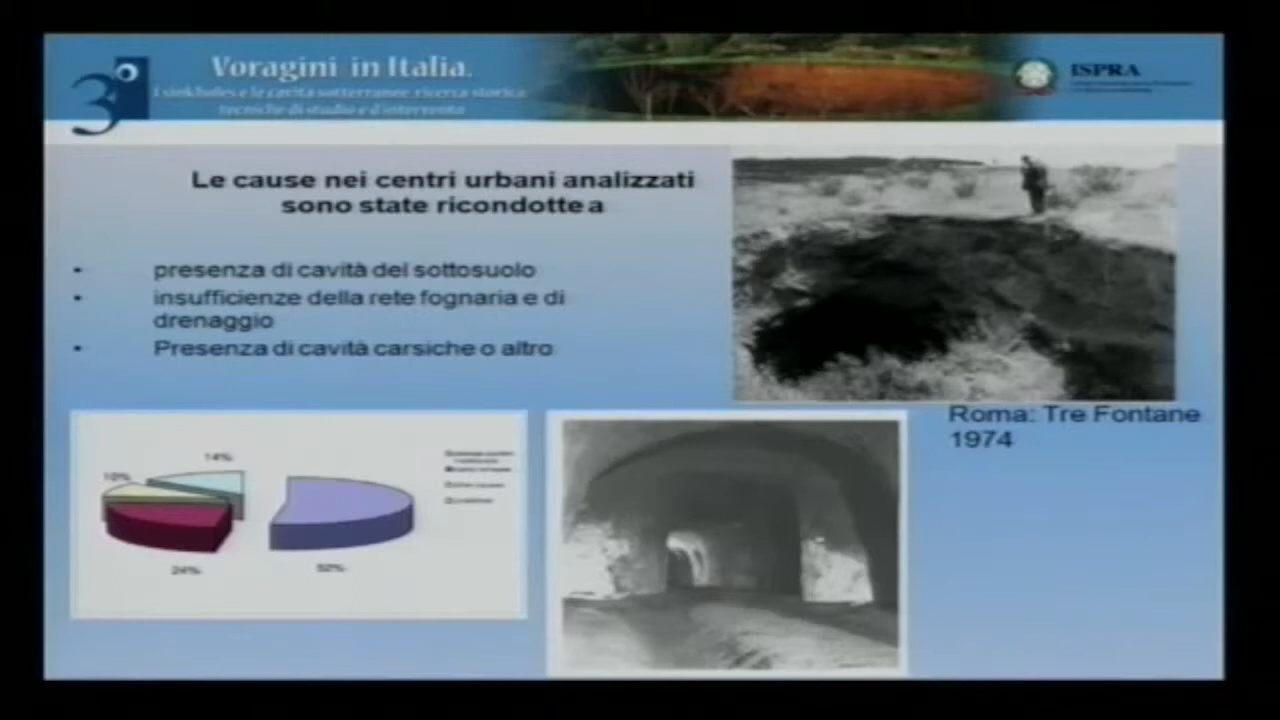 3°
Voragini in Italia.
I sinkholes e le cavità sotterranee: ricerca storica
tecniche di studio e d'intervento
ISPRA
Le cause nei centri urbani analizzati
sono state ricondotte a
• presenza di cavità del sottosuolo
• insufficienze della rete fognaria e di
drenaggio
• Presenza di cavità carsiche o altro
Roma: Tre Fontane
1974
14%
10%
24%
52%